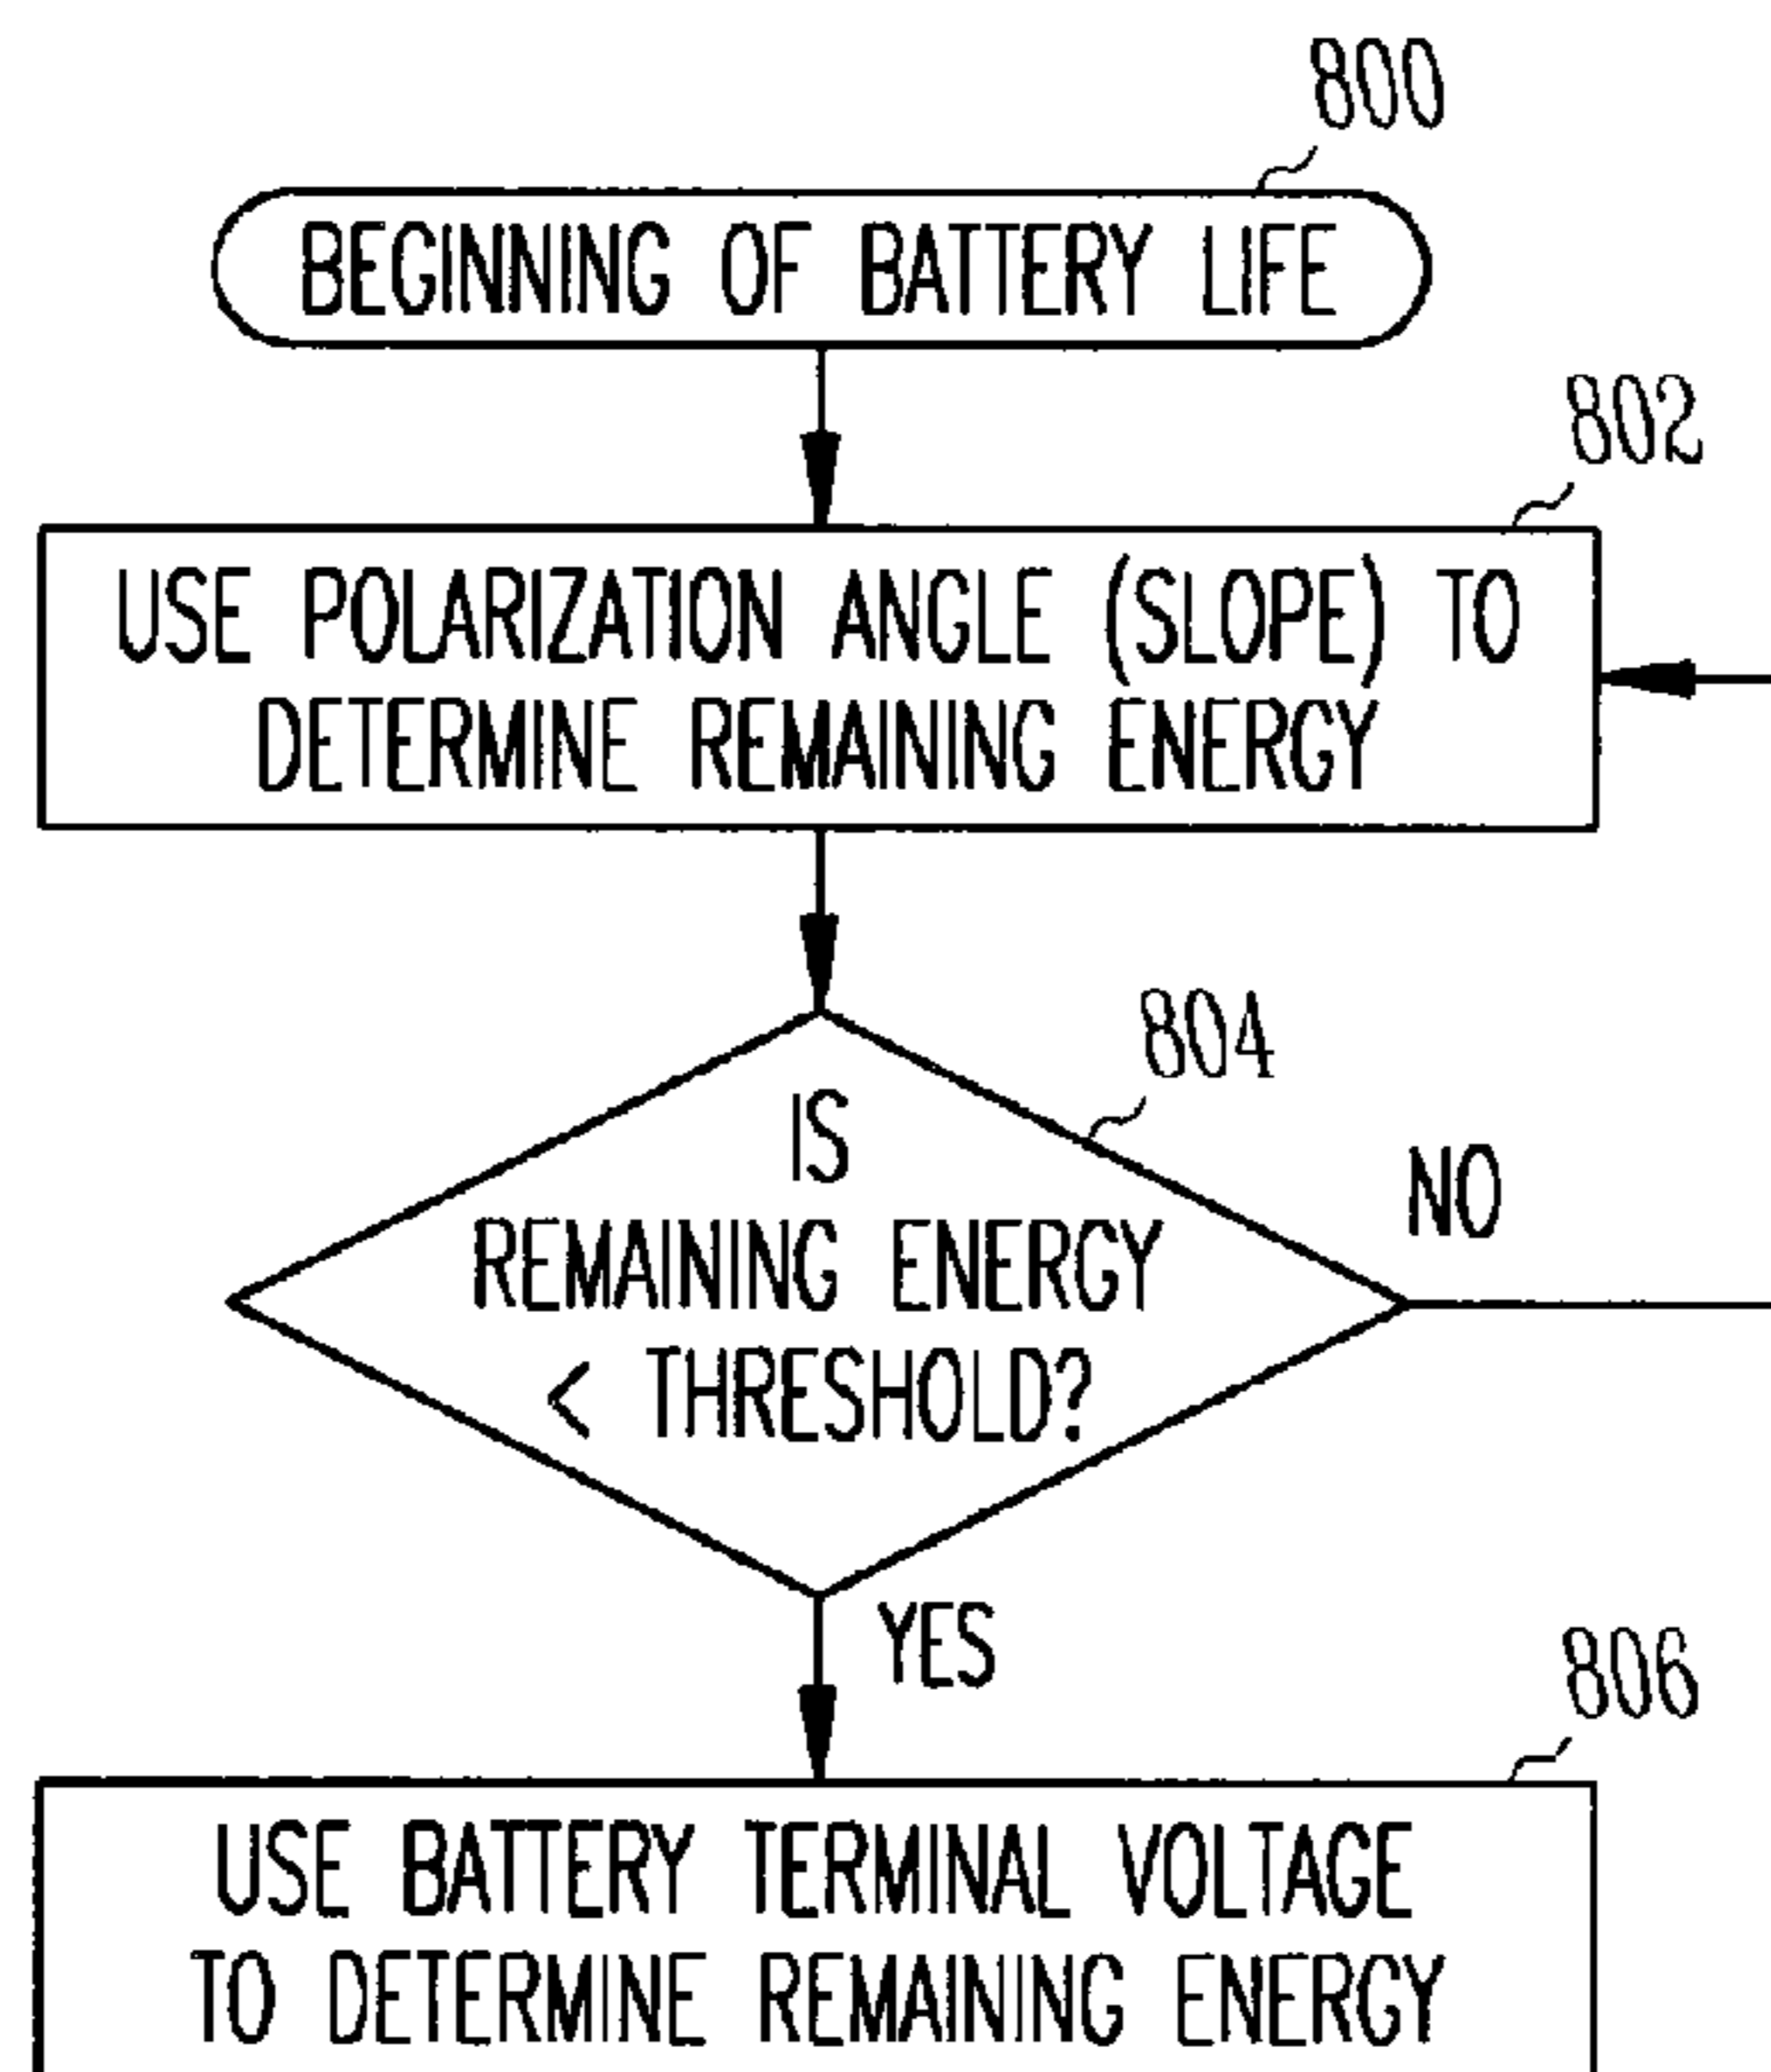 800
BEGINNING OF BATTERY LIFE
802
USE POLARIZATION ANGLE (SLOPE) TO
DETERMINE REMAINING ENERGY
804
IS
REMAINING ENERGY
< THRESHOLD?
NO
YES
806
USE BATTERY TERMINAL VOLTAGE
TO DETERMINE REMAINING ENERGY